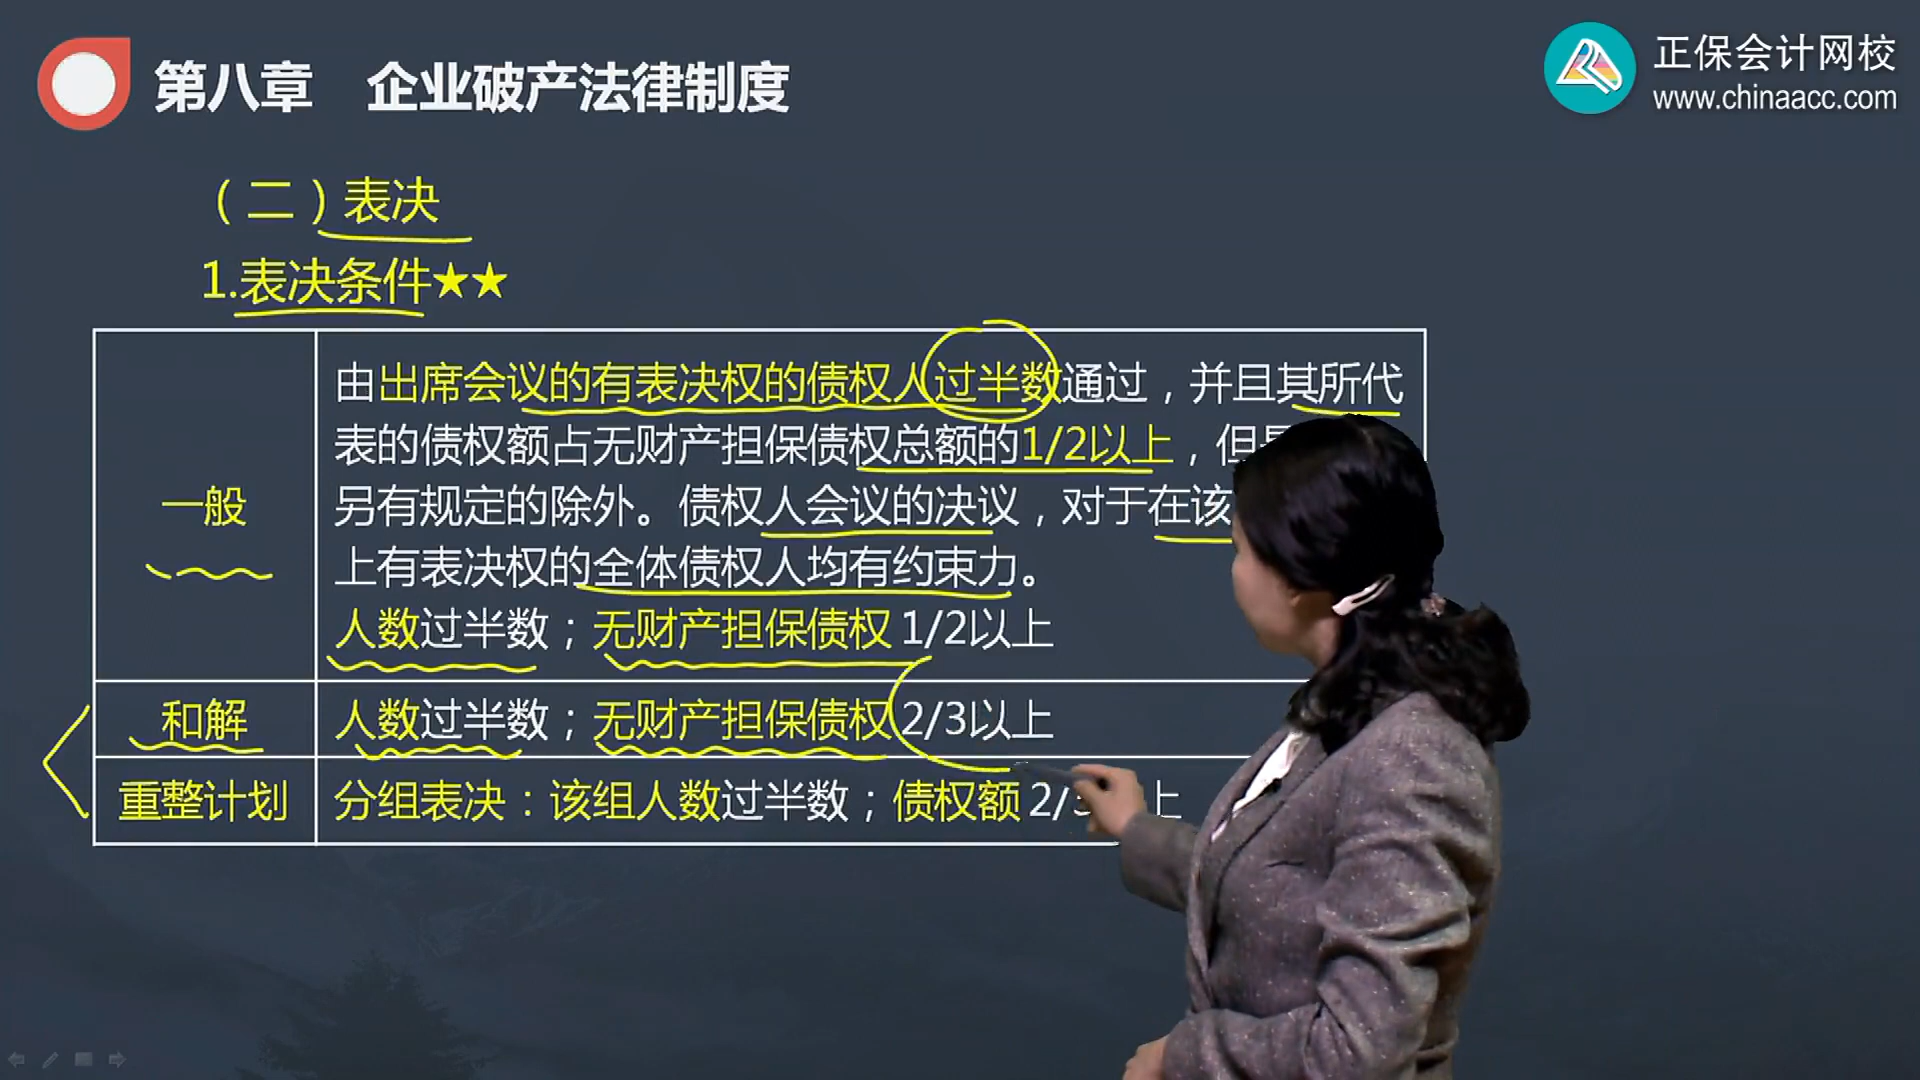 第八章 企业破产法律制度
正保会计网校
www.chinaacc.com
（二）表决
1.表决条件★★
一般
由出席会议的有表决权的债权人过半数通过，并且其所代
表的债权额占无财产担保债权总额的1/2以上，但
另有规定的除外。债权人会议的决议，对于在该
上有表决权的全体债权人均有约束力。
人数过半数；无财产担保债权1/2以上
和解
人数过半数；无财产担保债权2/3以上
重整计划
分组表决：该组人数过半数；债权额2/ 上